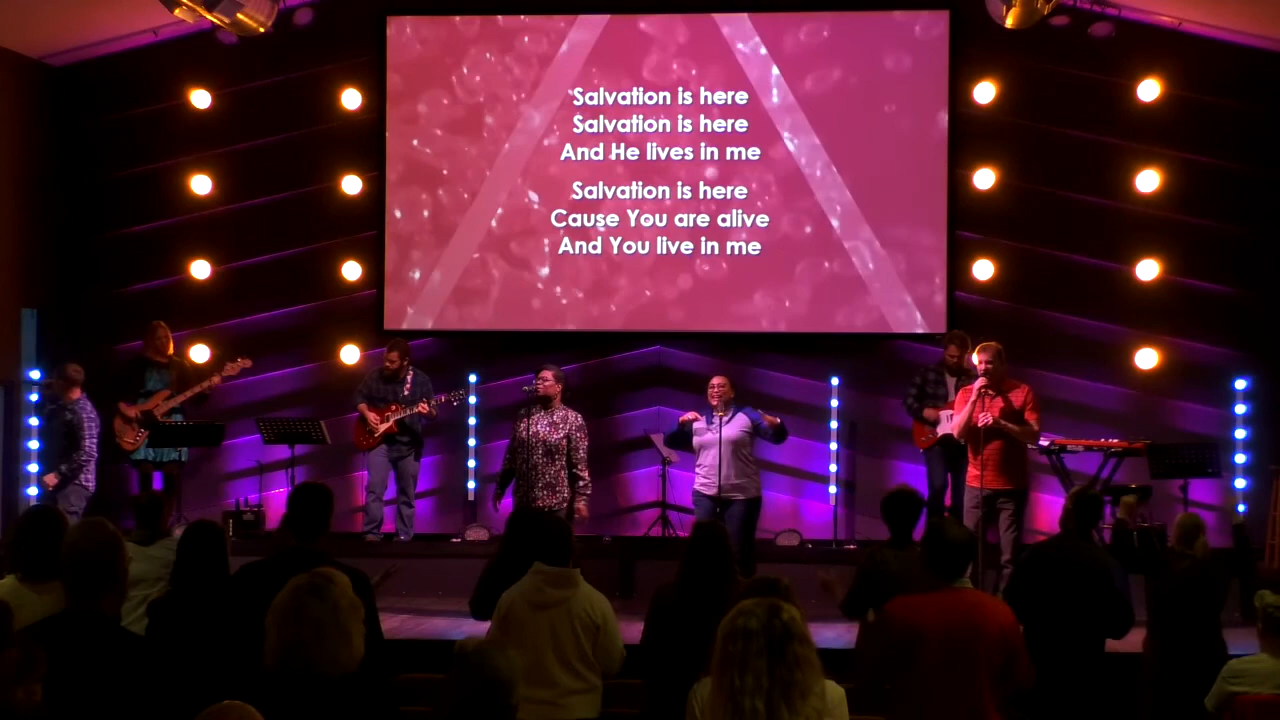 Salvation is here
Salvation is here
And He lives in me
Salvation is here
Cause You are alive
And You live in me